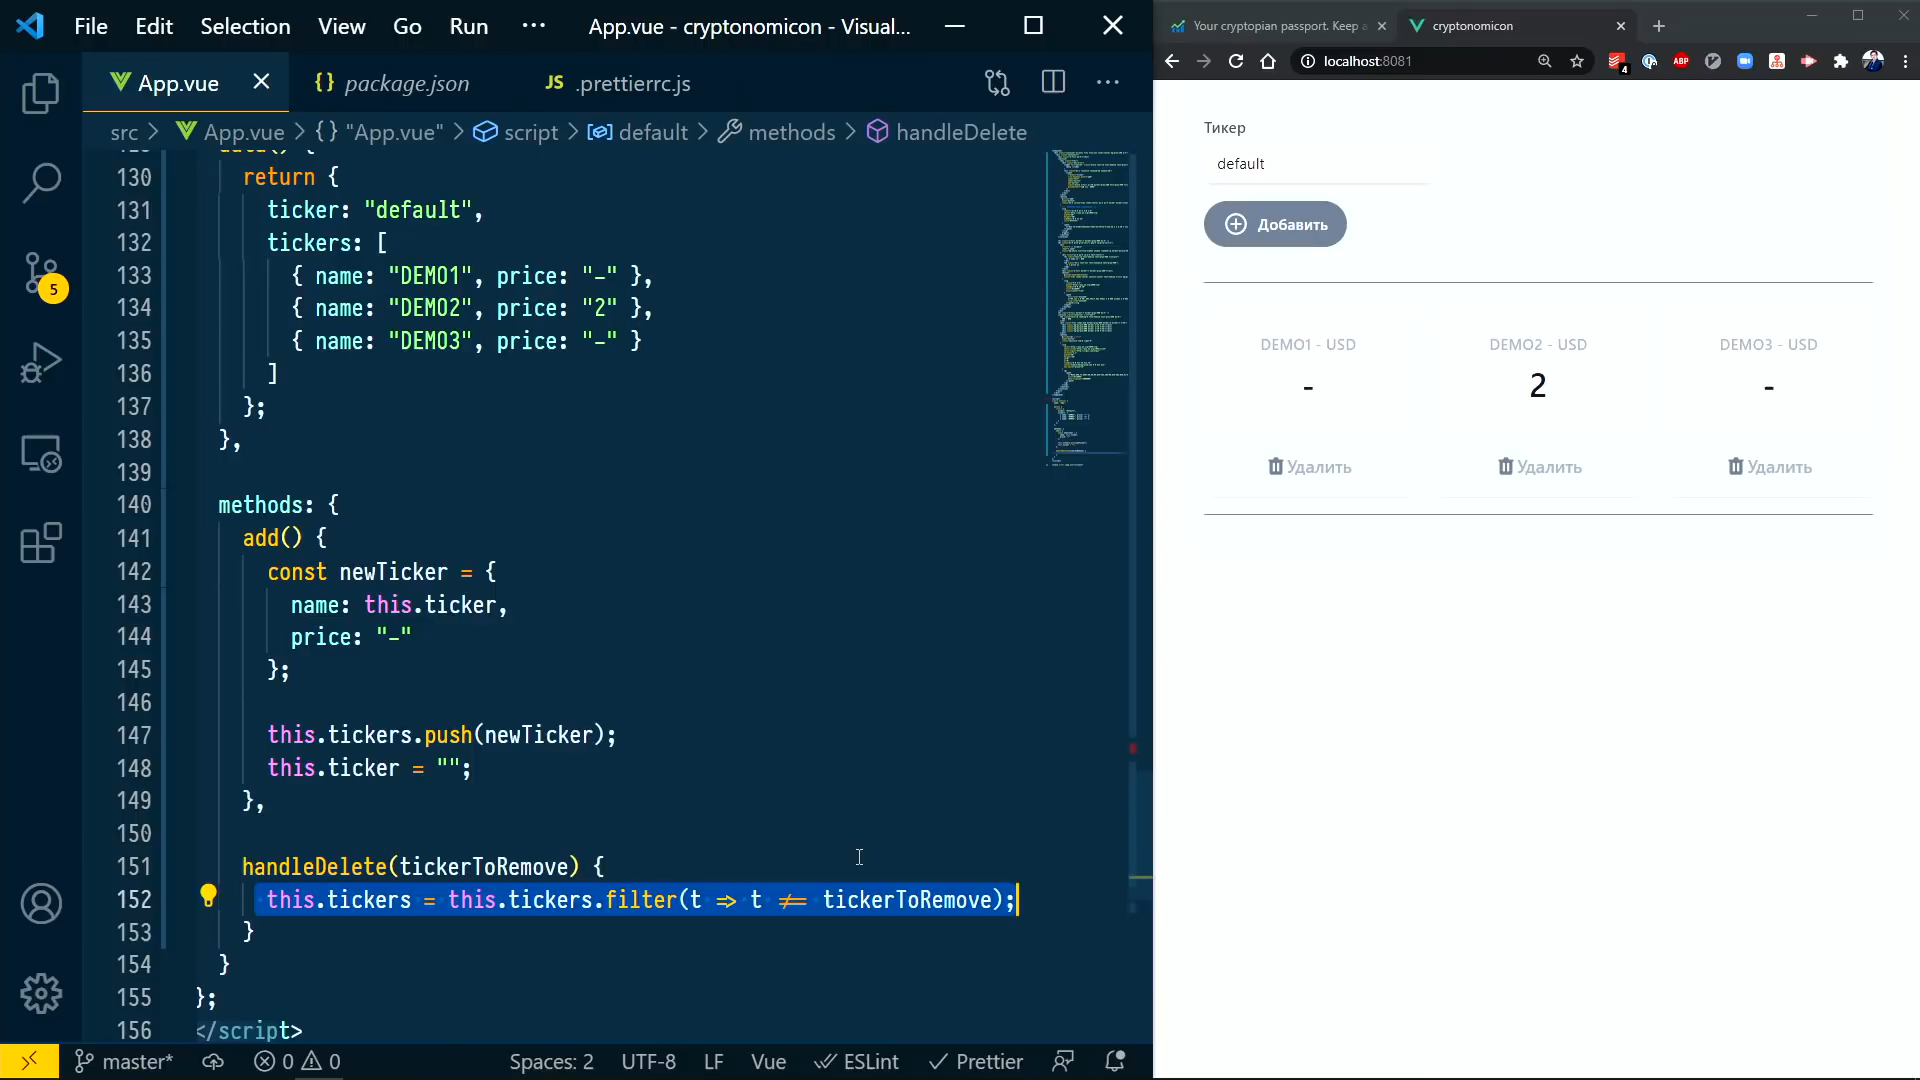 File Edit Selection View Go Run ··· App.vue - cryptonomicon - Visual...
App.vue package.json JS .prettierrc.js ···
src > App.vue > {} "App.vue" > script > default > methods > handleDelete
130 return {
131 ticker: "default",
132 tickers: [
133 { name: "DEMO1", price: "-" },
134 { name: "DEMO2", price: "2" },
135 { name: "DEMO3", price: "-" }
136 ]
137 };
138 },
139
140 methods: {
141 add() {
142 const newTicker = {
143 name: this.ticker,
144 price: "-"
145 };
146
147 this.tickers.push(newTicker);
148 this.ticker = "";
149 },
150
151 handleDelete(tickerToRemove) {
152 this.tickers = this.tickers.filter(t => t != tickerToRemove);
153 }
154 }
155 };
156 </script>
5
master* 0 0 Spaces: 2 UTF-8 LF Vue ESLint Prettier
Your cryptopian passport. Keep cryptonomicon
localhost:8081
4 ABP
Тикер
default
Добавить
DEMO1 - USD
-
Удалить
DEMO2 - USD
2
Удалить
DEMO3 - USD
-
Удалить